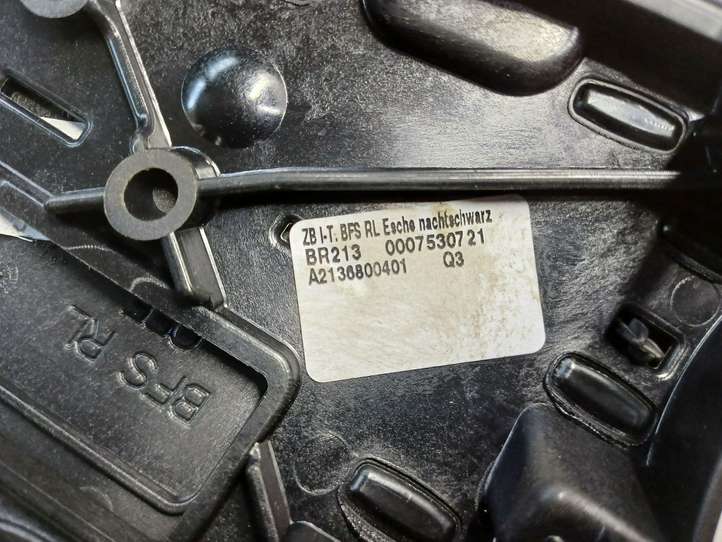 ZB I-T. BFS RL Esche nachtschwarz
BR213 0007530721
A2136800401 Q3
BFS RL